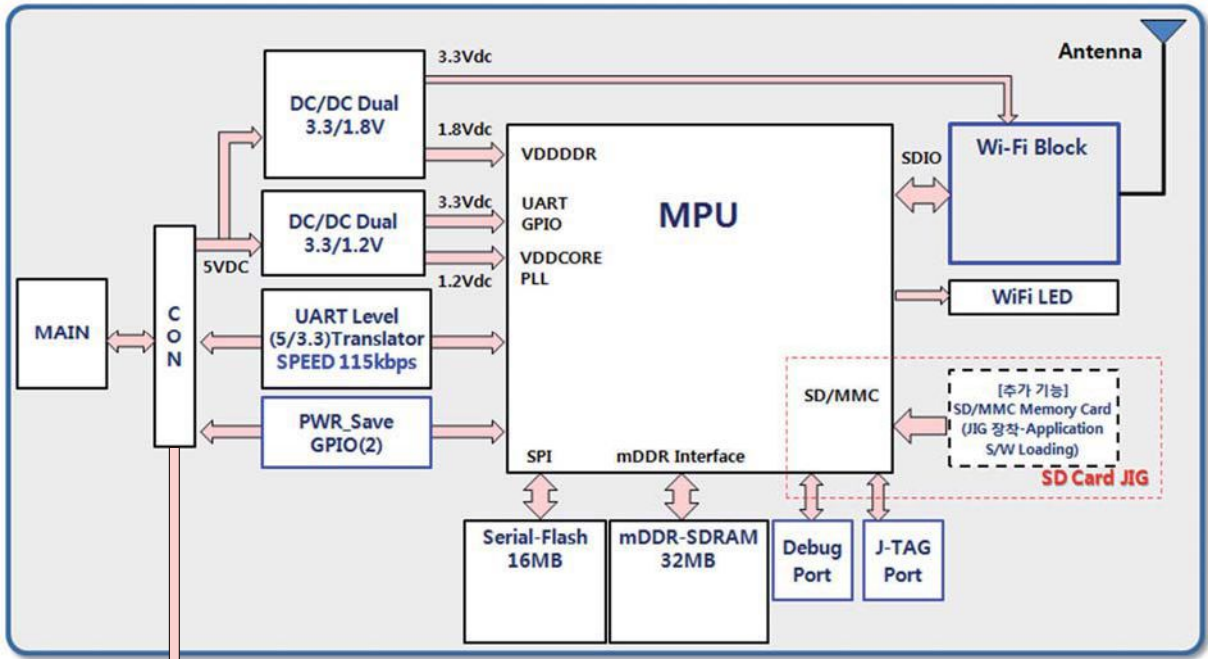 3.3Vdc
Antenna
DC/DC Dual
3.3/1.8V
1.8Vdc
VDDDDR
SDIO
Wi-Fi Block
MPU
DC/DC Dual
3.3/1.2V
3.3Vdc
UART
GPIO
VDDCORE
PLL
1.2Vdc
5VDC
MAIN
C
O
N
UART Level
(5/3.3)Translator
SPEED 115kbps
WiFi LED
PWR_Save
GPIO(2)
SD/MMC
[추가 기능]
SD/MMC Memory Card
(JIG 장착-Application
S/W Loading)
SD Card JIG
SPI
mDDR Interface
Serial-Flash
16MB
mDDR-SDRAM
32MB
Debug
Port
J-TAG
Port